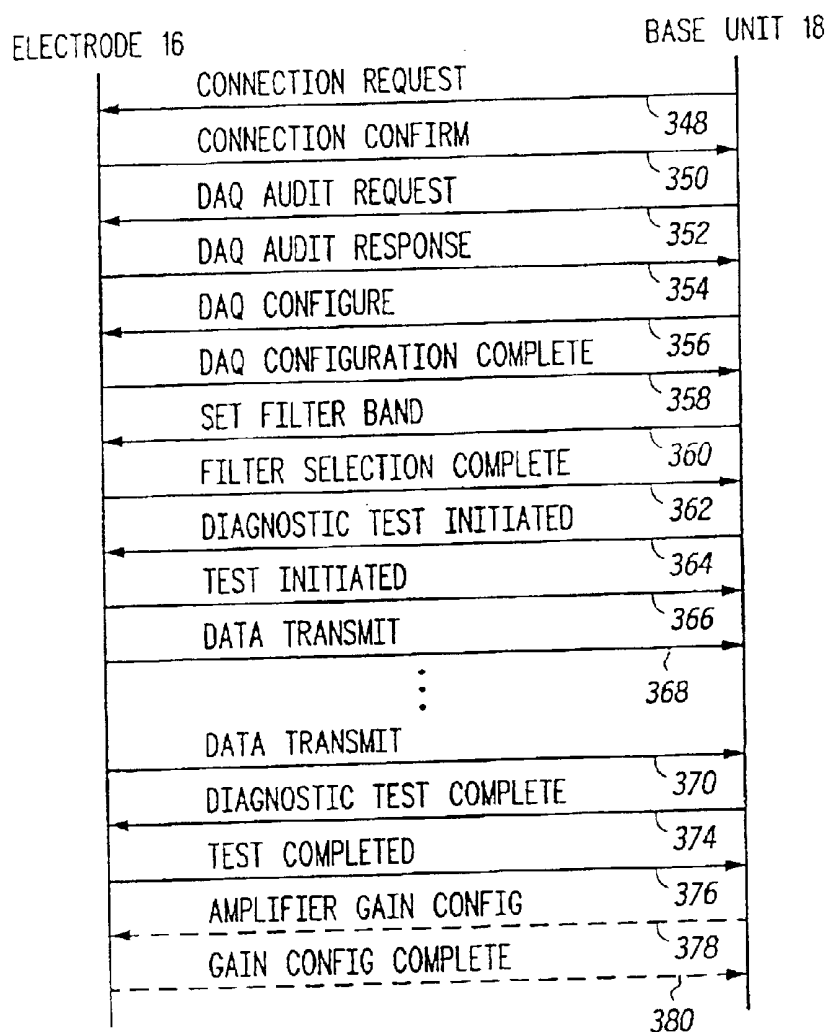 ELECTRODE 16
BASE UNIT 18
CONNECTION REQUEST
348
CONNECTION CONFIRM
350
DAQ AUDIT REQUEST
352
DAQ AUDIT RESPONSE
354
DAQ CONFIGURE
356
DAQ CONFIGURATION COMPLETE
358
SET FILTER BAND
360
FILTER SELECTION COMPLETE
362
DIAGNOSTIC TEST INITIATED
364
TEST INITIATED
366
DATA TRANSMIT
368
DATA TRANSMIT
370
DIAGNOSTIC TEST COMPLETE
374
TEST COMPLETED
376
AMPLIFIER GAIN CONFIG
378
GAIN CONFIG COMPLETE
380